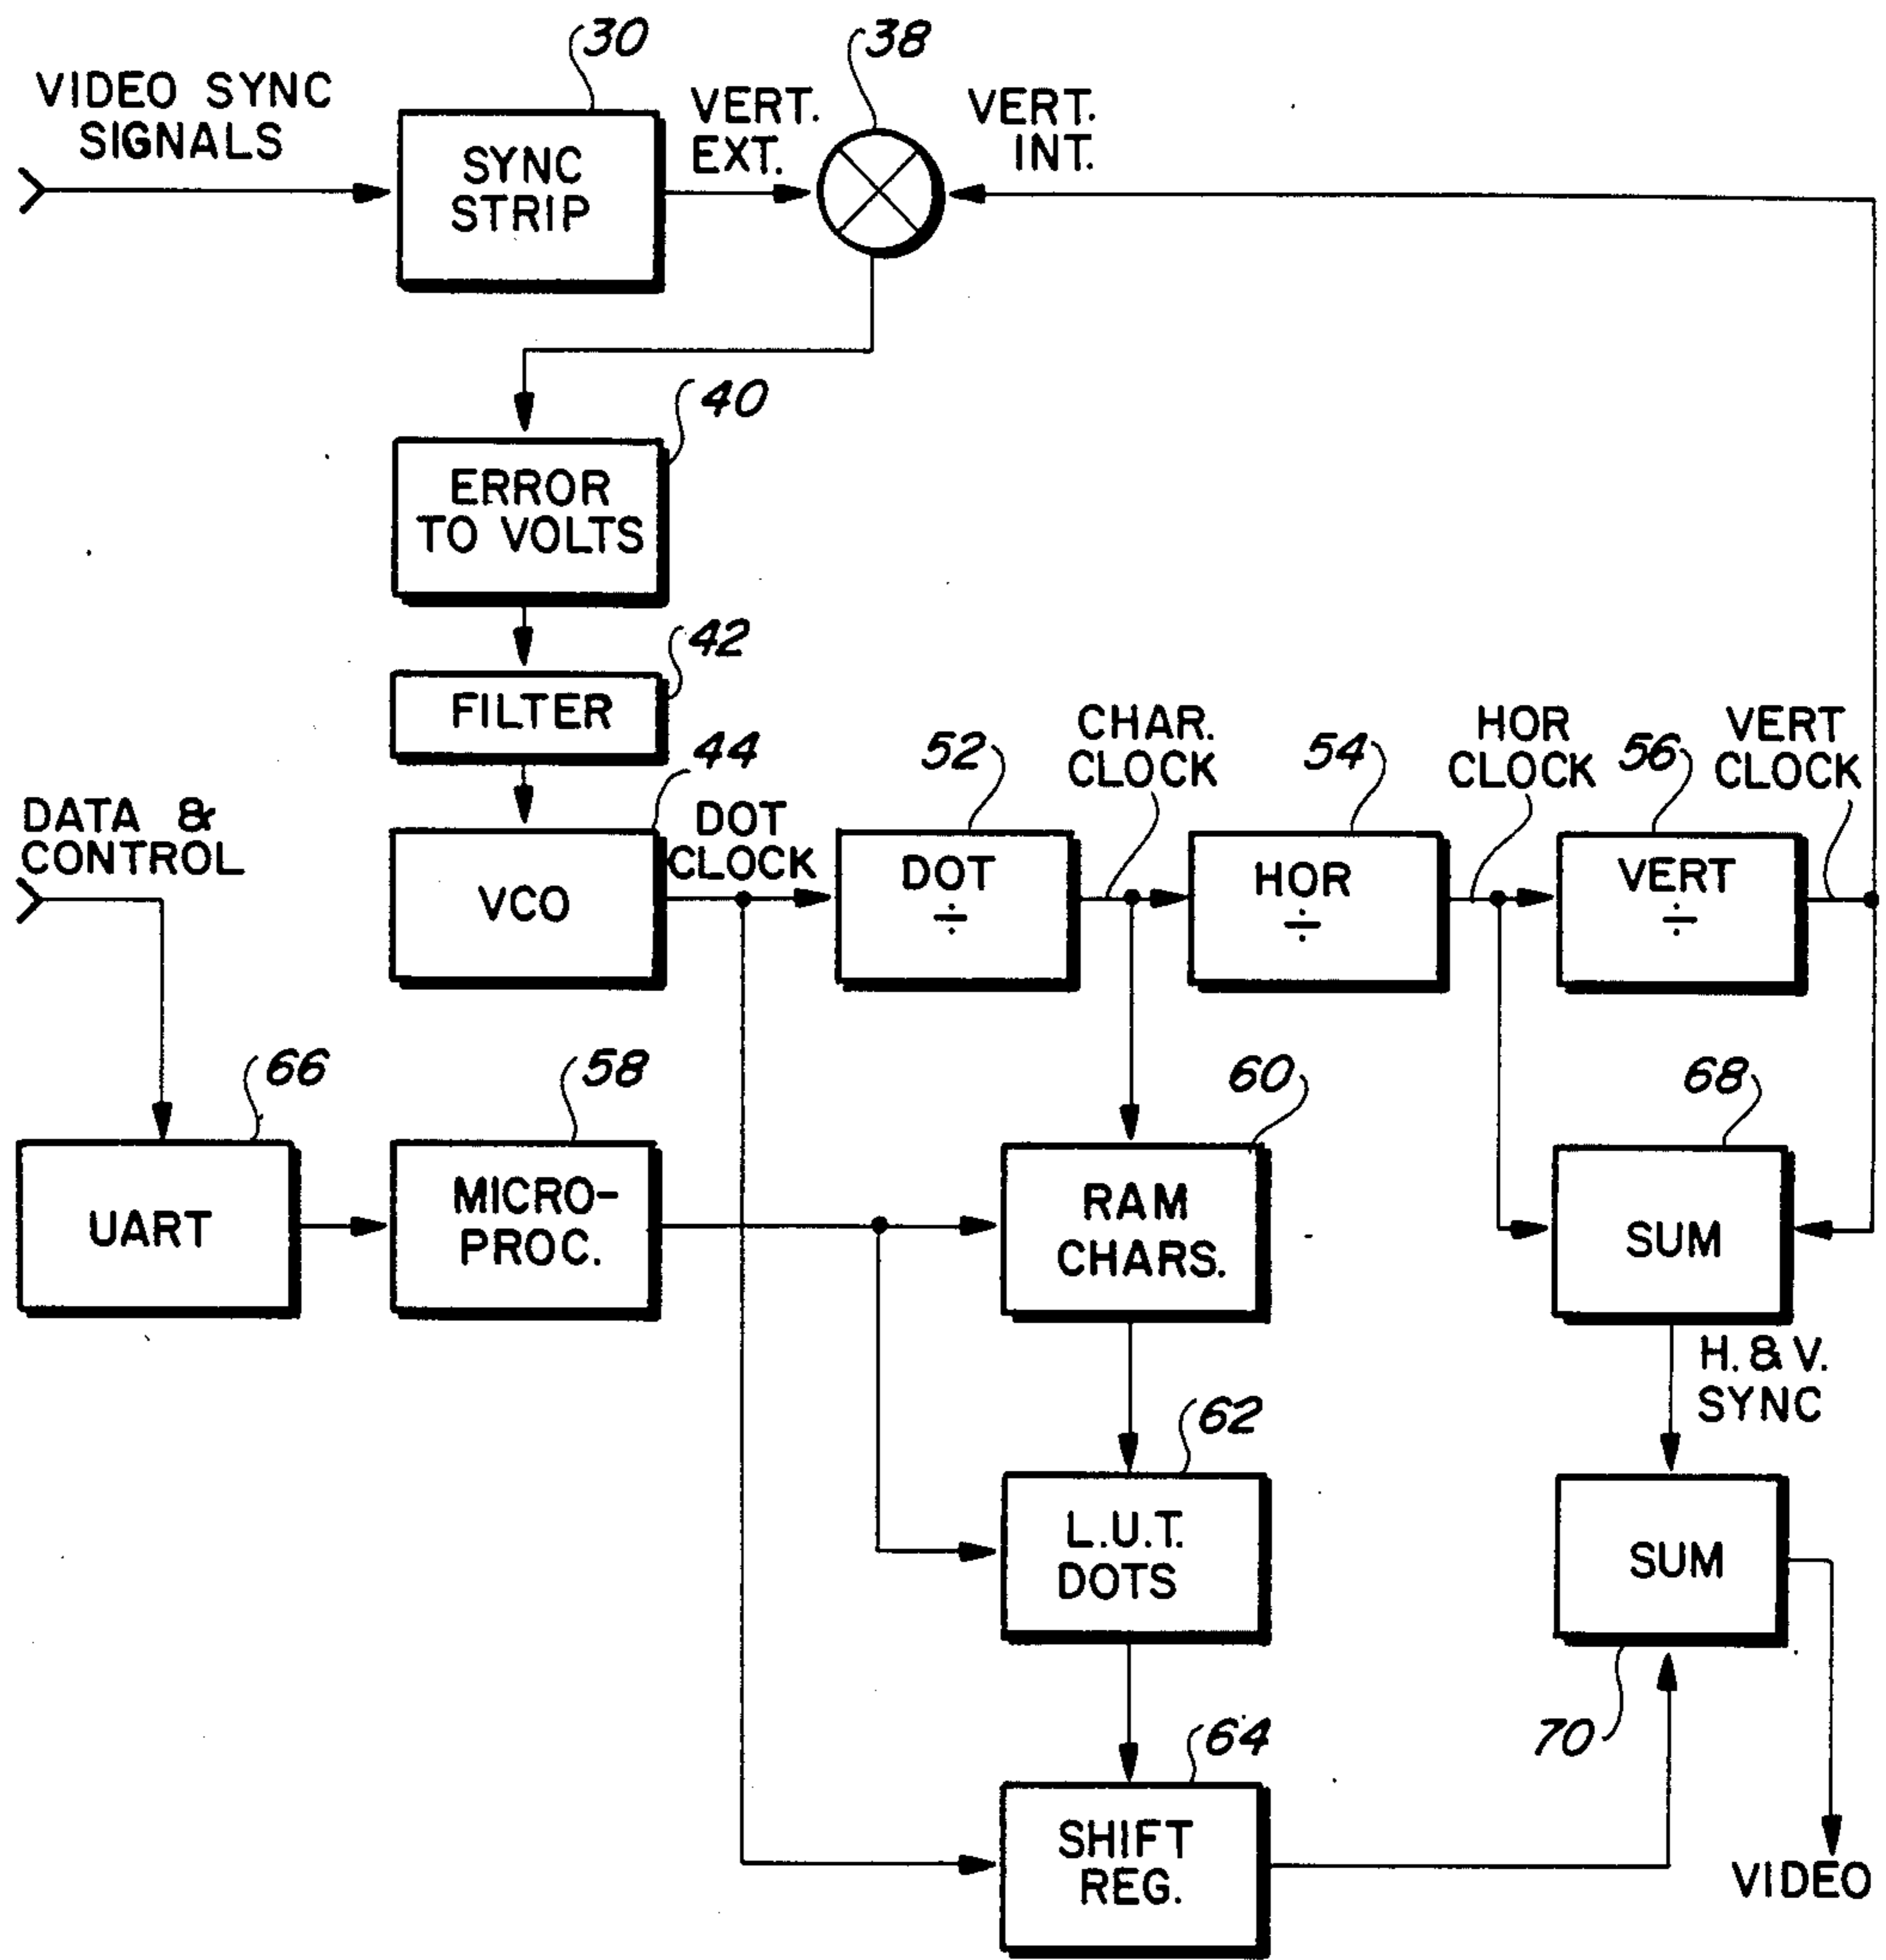 30
38
VIDEO SYNC
SIGNALS
SYNC
STRIP
VERT.
EXT.
VERT.
INT.
40
ERROR
TO VOLTS
42
FILTER
44
DOT
CLOCK
52
CHAR.
CLOCK
54
HOR
CLOCK
56
VERT
CLOCK
DATA &
CONTROL
VCO
DOT
÷
HOR
÷
VERT
÷
66
58
60
68
UART
MICRO-
PROC.
RAM
CHARS.
SUM
H. & V.
SYNC
62
L.U.T.
DOTS
SUM
70
64
SHIFT
REG.
VIDEO